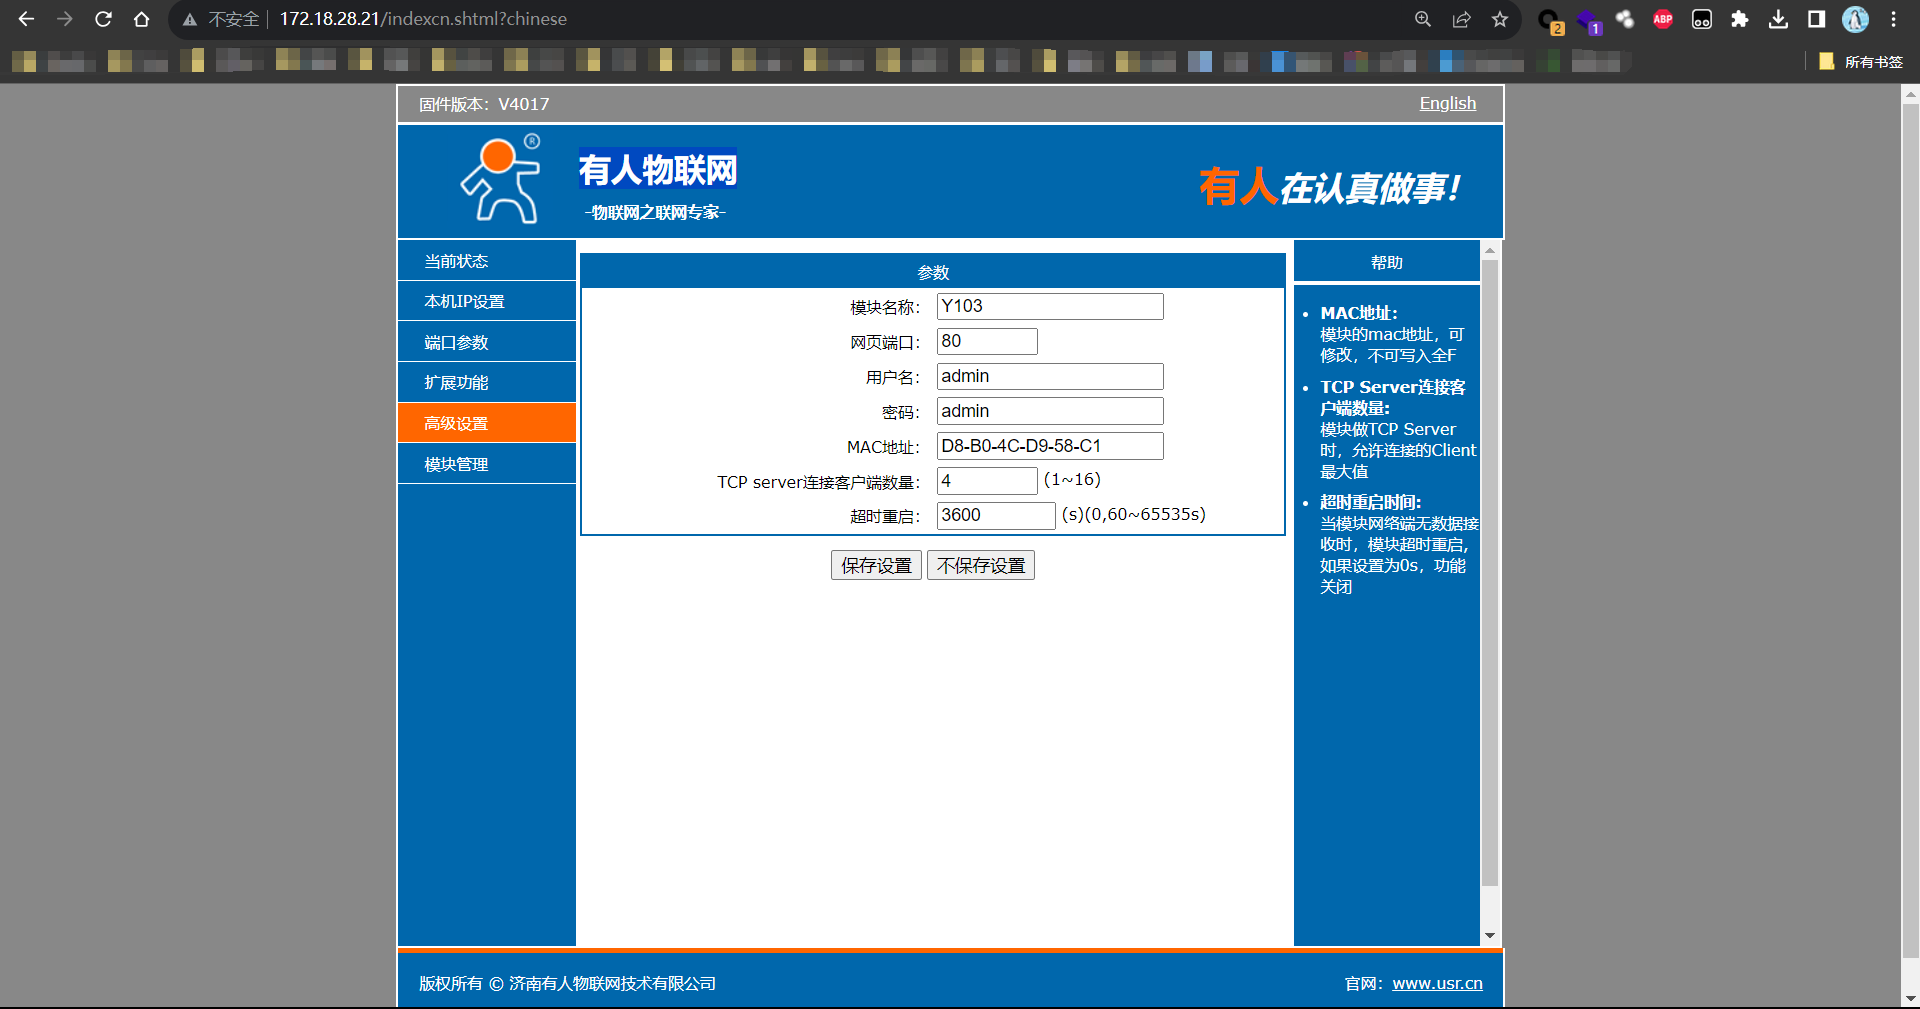 不安全 172.18.28.21/indexcn.shtml?chinese
2
1
ABP
所有书签
固件版本：V4017
English
®
有人物联网
-物联网之联网专家-
有人在认真做事！
当前状态
本机IP设置
端口参数
扩展功能
高级设置
模块管理
参数
模块名称： Y103
网页端口： 80
用户名： admin
密码： admin
MAC地址： D8-B0-4C-D9-58-C1
TCP server连接客户端数量： 4 (1~16)
超时重启： 3600 (s)(0,60~65535s)
保存设置 不保存设置
帮助
MAC地址：
模块的mac地址，可
修改，不可写入全F
TCP Server连接客
户端数量：
模块做TCP Server
时，允许连接的Client
最大值
超时重启时间：
当模块网络端无数据接
收时，模块超时重启，
如果设置为0s，功能
关闭
版权所有 © 济南有人物联网技术有限公司
官网：www.usr.cn